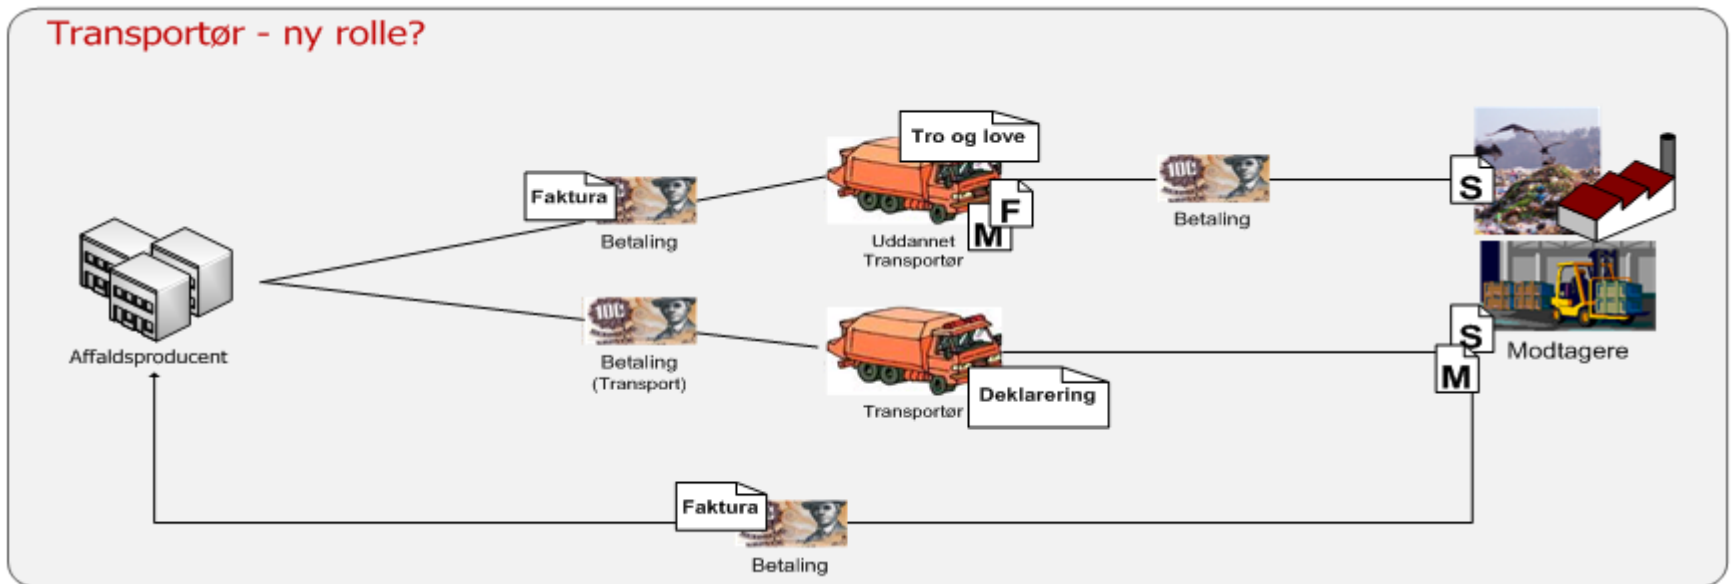 Transportør - ny rolle?
Tro og love
Faktura
Betaling
F
M
Uddannet
Transportør
Betaling
S
Affaldsproducent
Betaling
(Transport)
Transportør
Deklarering
S
M
Modtagere
Faktura
Betaling